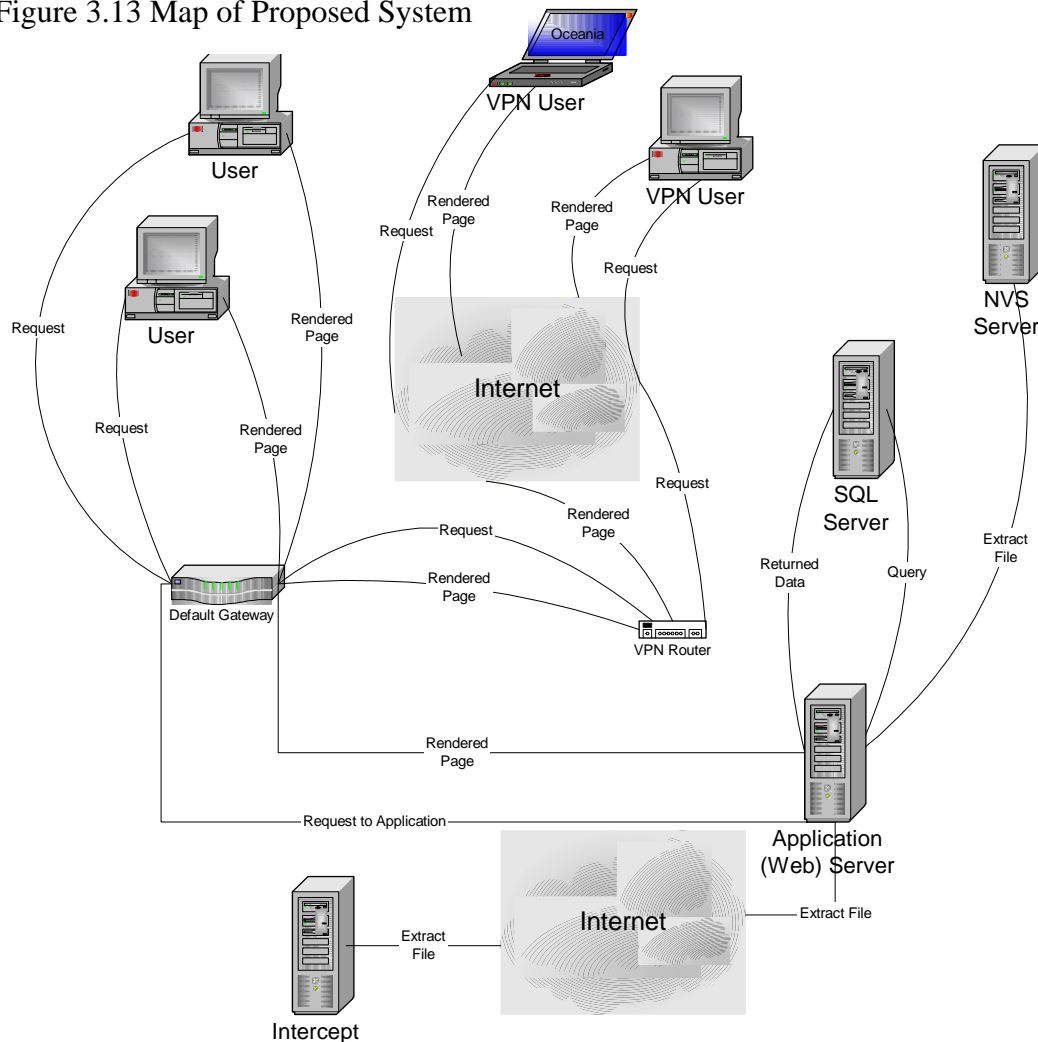 Figure 3.13 Map of Proposed System
Oceania
VPN User
User
VPN User
Rendered
Page
Rendered
Page
Request
Request
NVS
Server
User
Request
Rendered
Page
Internet
Request
Rendered
Page
Request
SQL
Server
Rendered
Page
Request
Extract
File
Returned
Data
Query
Rendered
Page
Default Gateway
VPN Router
Rendered
Page
Request to Application
Application
(Web) Server
Internet
Extract File
Extract
File
Intercept